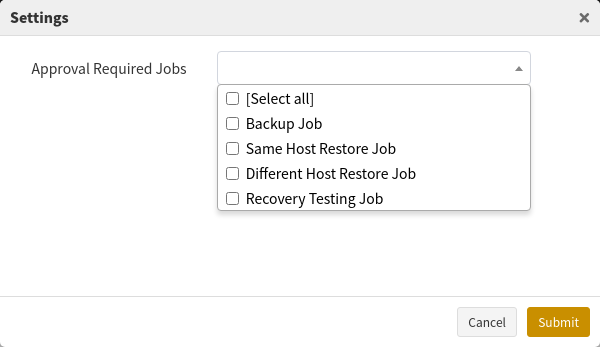 Settings
Approval Required Jobs
[Select all]
Backup Job
Same Host Restore Job
Different Host Restore Job
Recovery Testing Job
Cancel
Submit